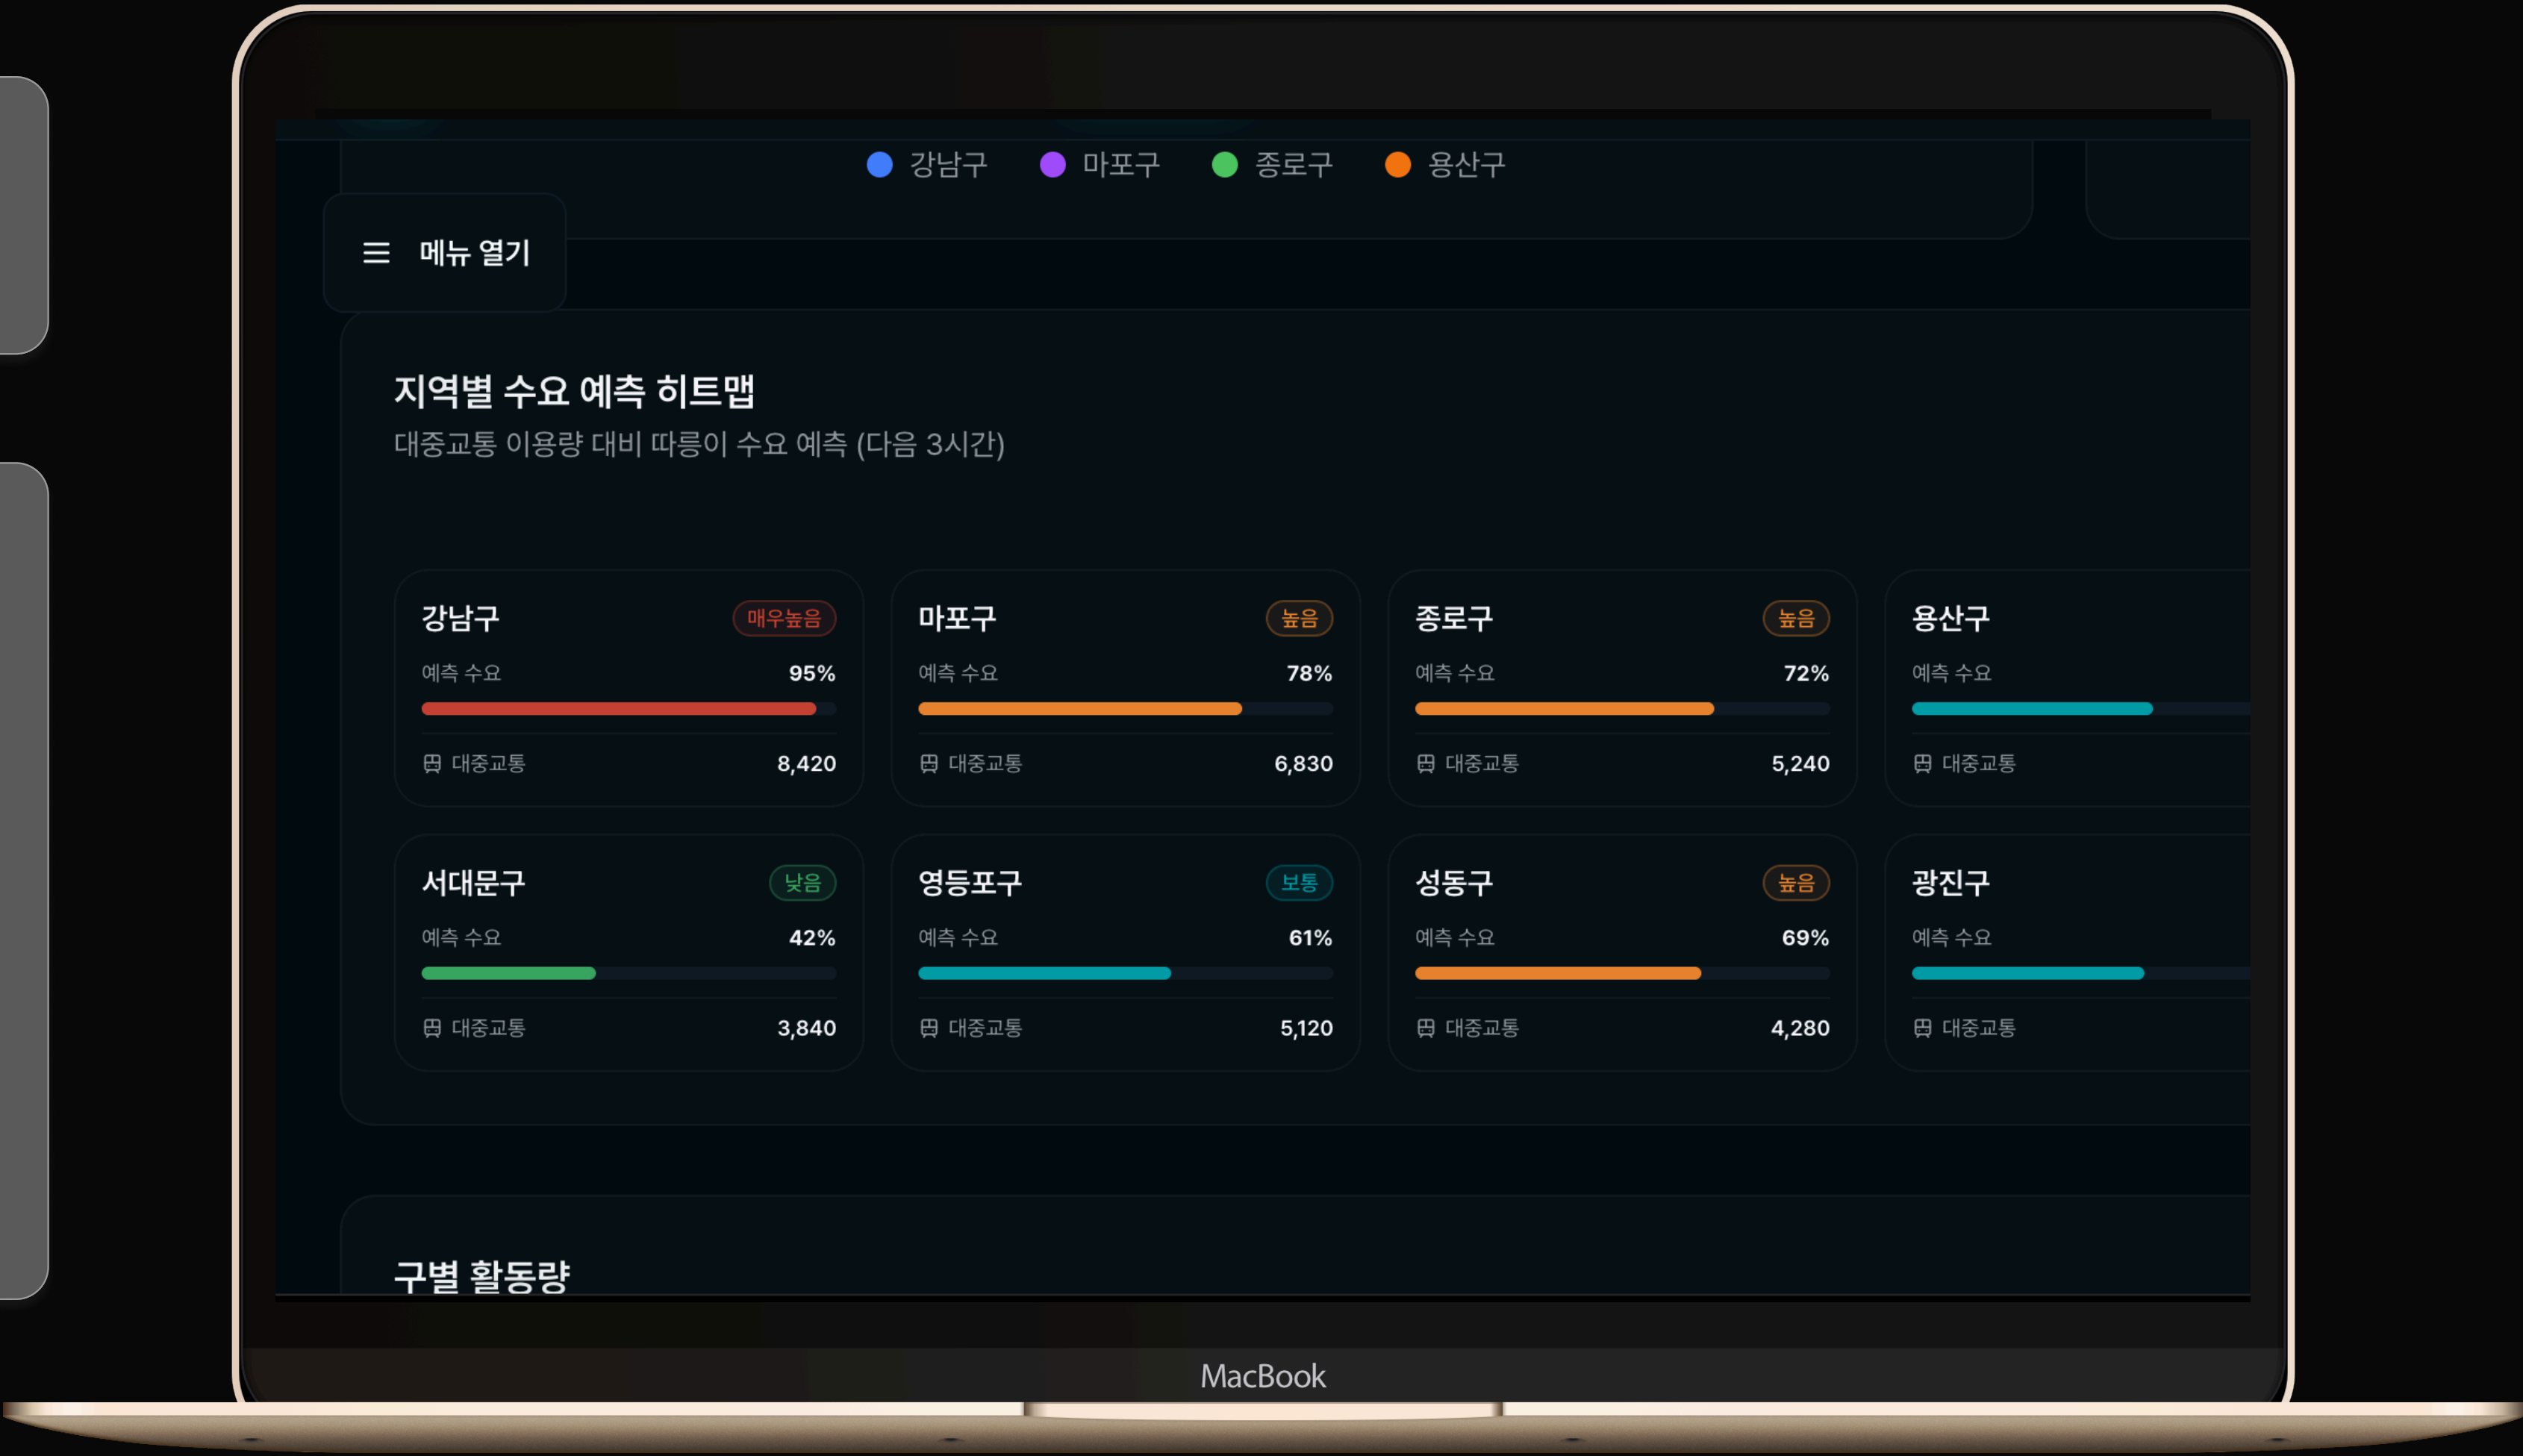 강남구 마포구 종로구 용산구
메뉴 열기
지역별 수요 예측 히트맵
대중교통 이용량 대비 따릉이 수요 예측 (다음 3시간)
강남구 매우높음
예측 수요 95%
대중교통 8,420
마포구 높음
예측 수요 78%
대중교통 6,830
종로구 높음
예측 수요 72%
대중교통 5,240
용산구
예측 수요
대중교통
서대문구 낮음
예측 수요 42%
대중교통 3,840
영등포구 보통
예측 수요 61%
대중교통 5,120
성동구 높음
예측 수요 69%
대중교통 4,280
광진구
예측 수요
대중교통
구별 활동량
MacBook